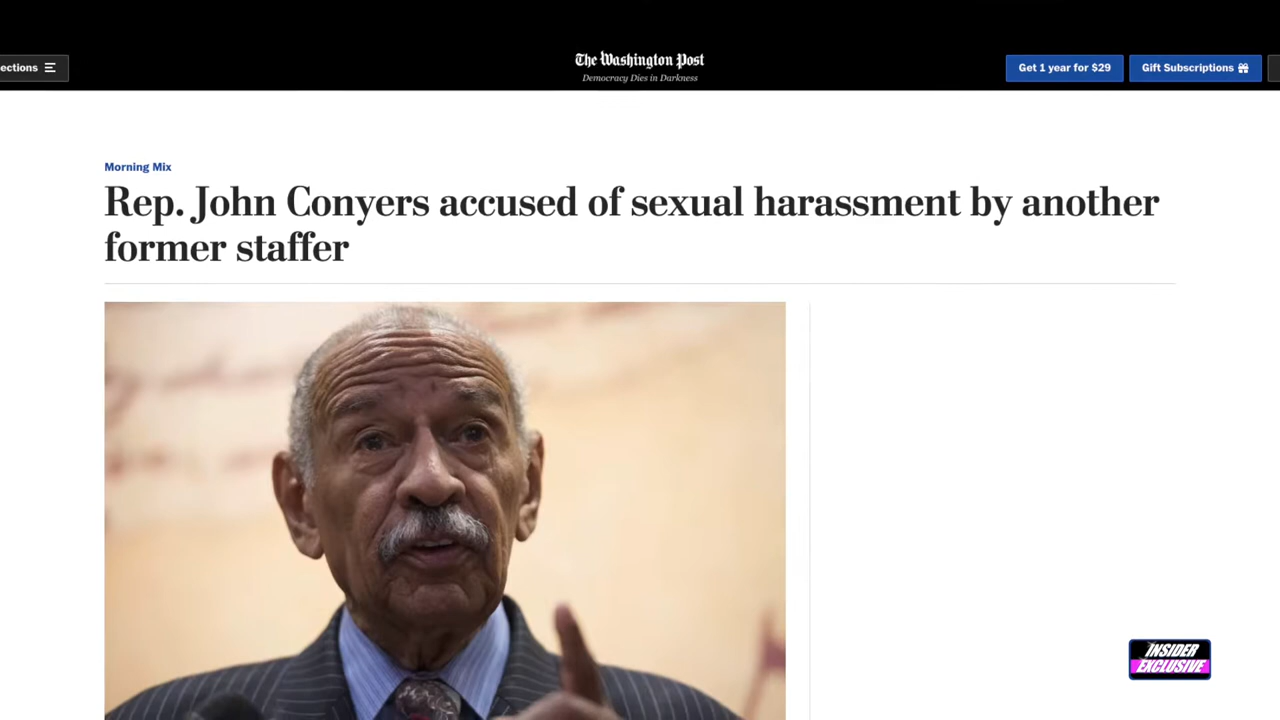 ections
The Washington Post
Democracy Dies in Darkness
Get 1 year for $29
Gift Subscriptions
Morning Mix
Rep. John Conyers accused of sexual harassment by another
former staffer
INSIDER
EXCLUSIVE